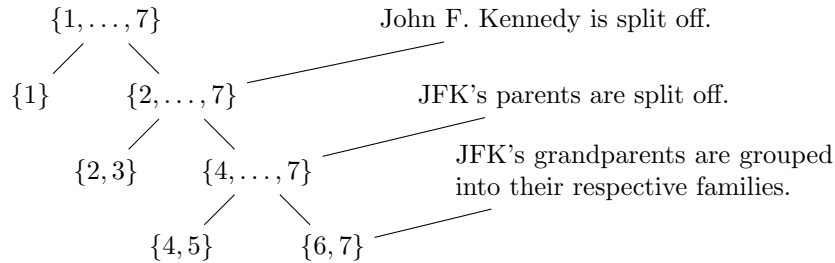 {1, . . . , 7} John F. Kennedy is split off.
{1} {2, . . . , 7} JFK's parents are split off.
JFK's grandparents are grouped
{2, 3} {4, . . . , 7} into their respective families.
{4, 5} {6, 7}